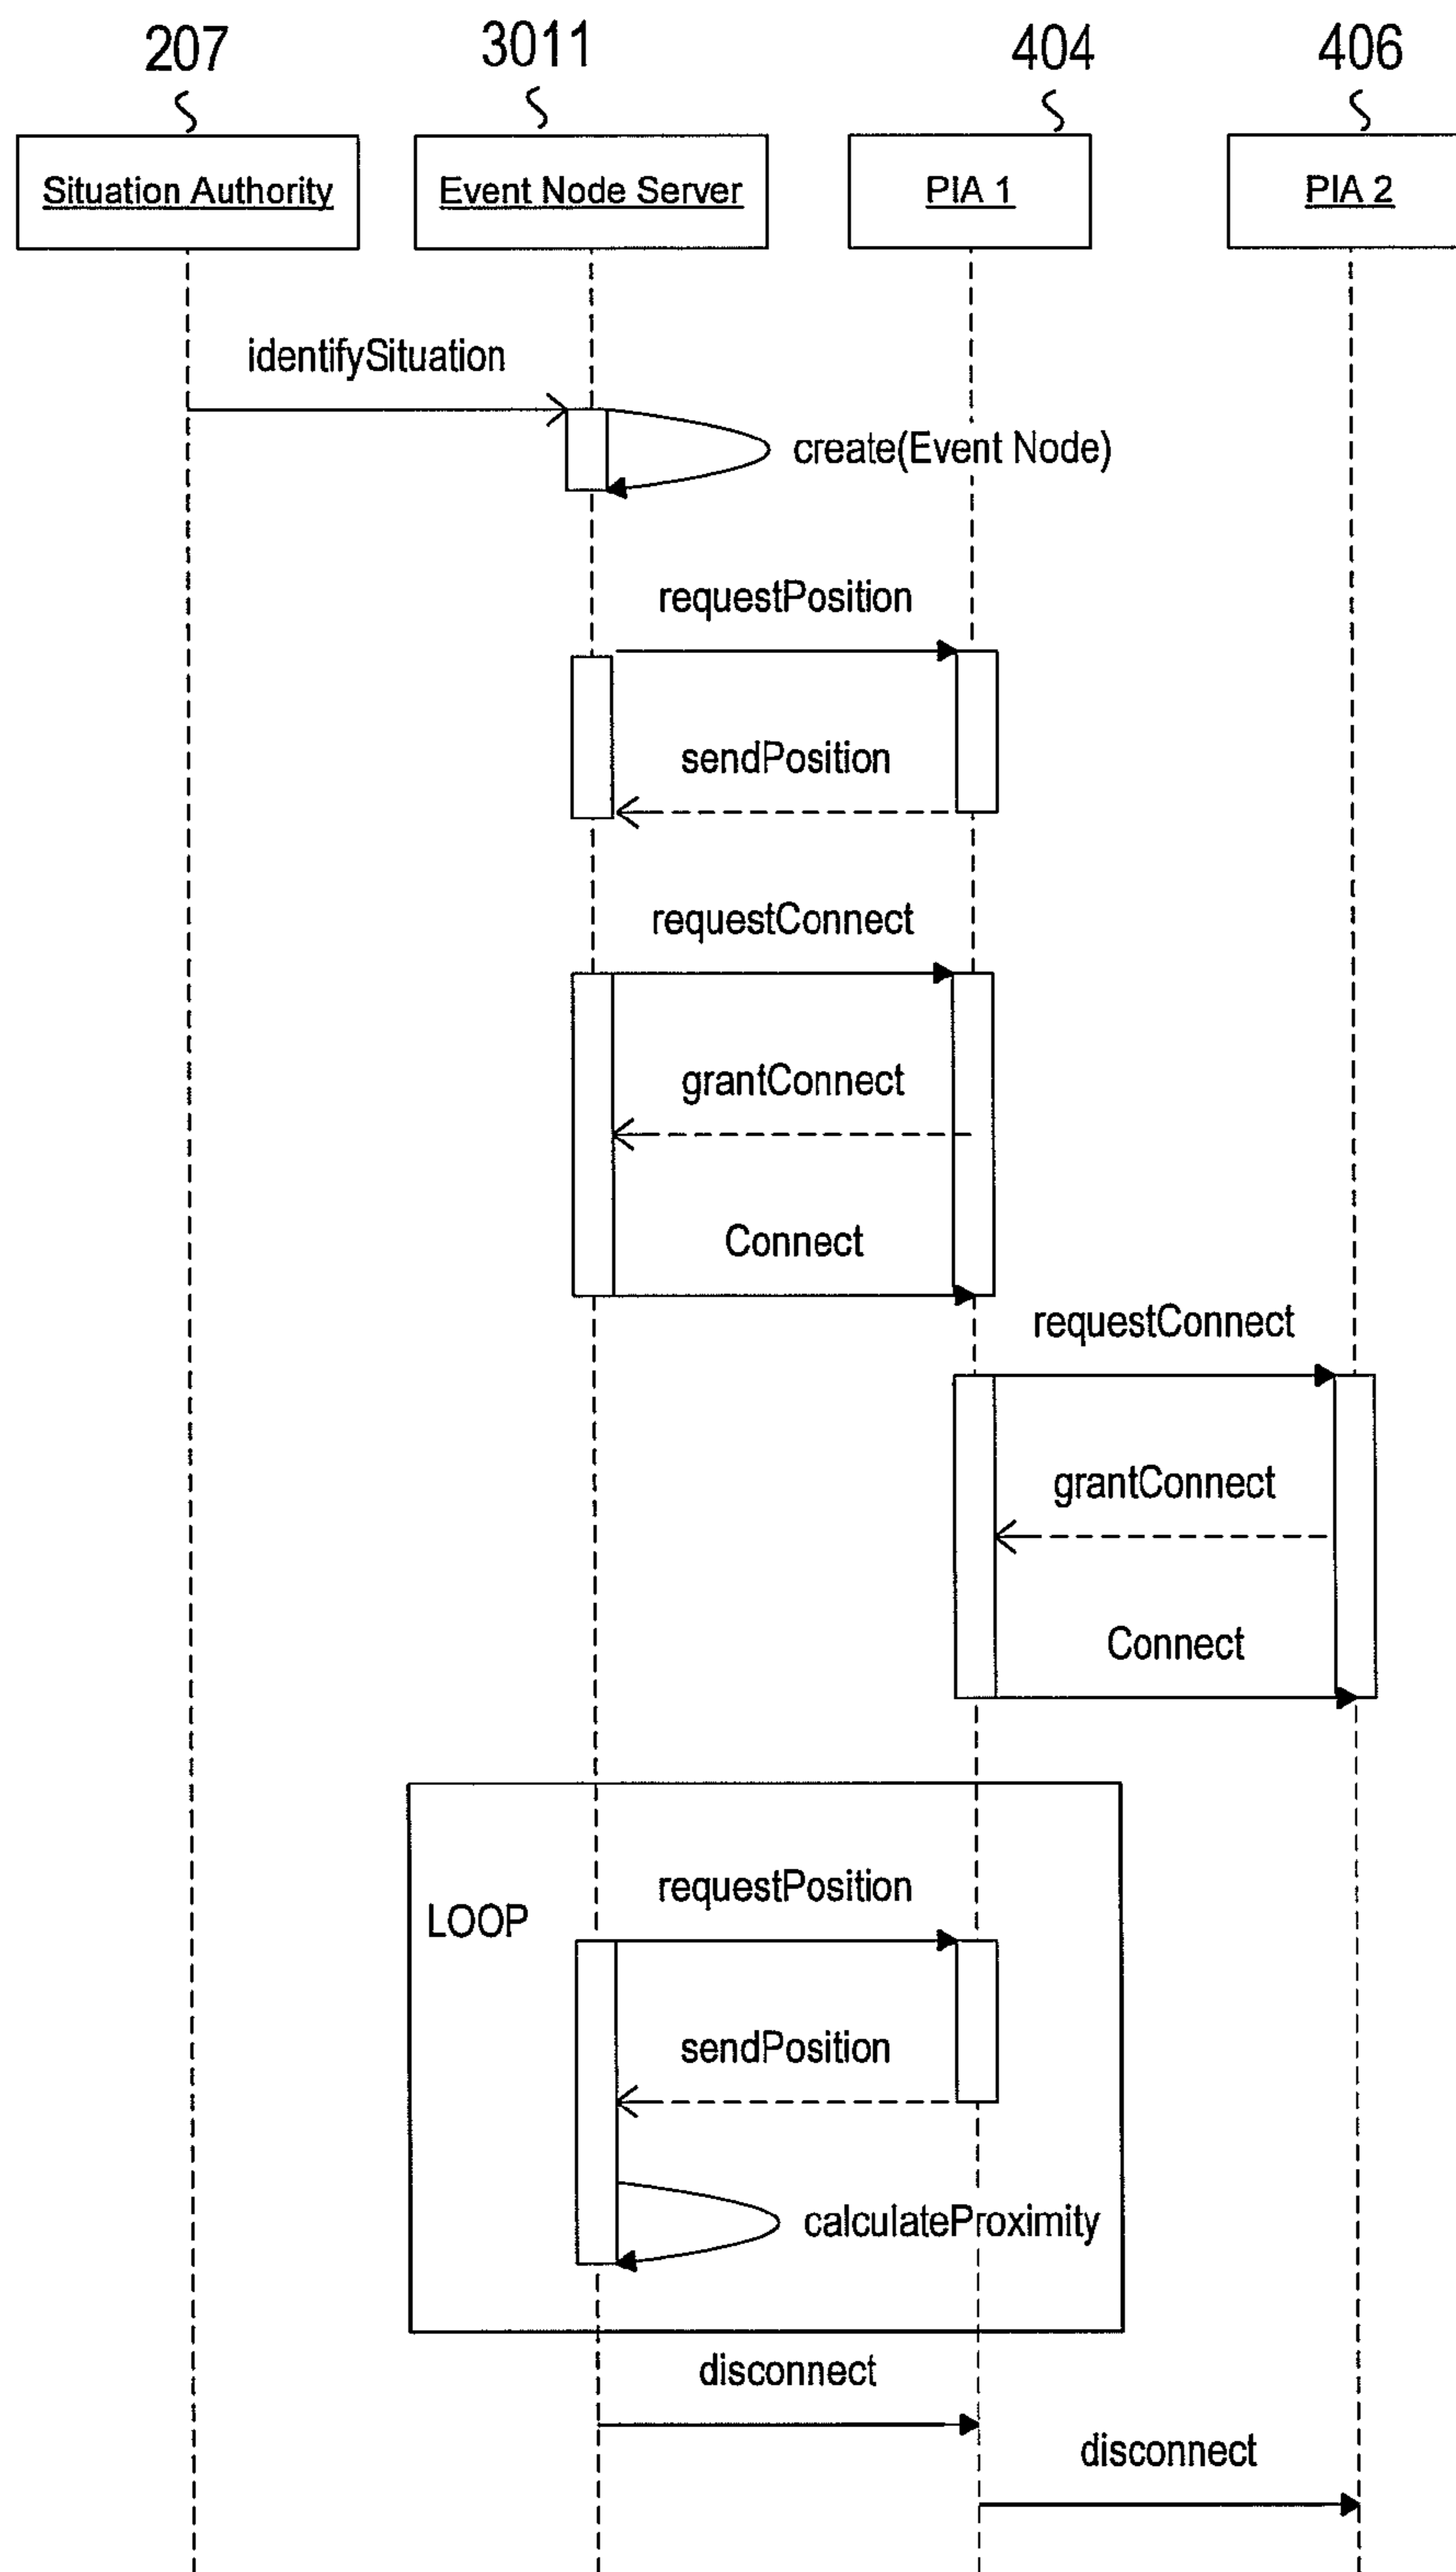 207 3011 404 406
Situation Authority Event Node Server PIA 1 PIA 2
identifySituation
create(Event Node)
requestPosition
sendPosition
requestConnect
grantConnect
Connect
requestConnect
grantConnect
Connect
requestPosition
LOOP
sendPosition
calculateProximity
disconnect
disconnect